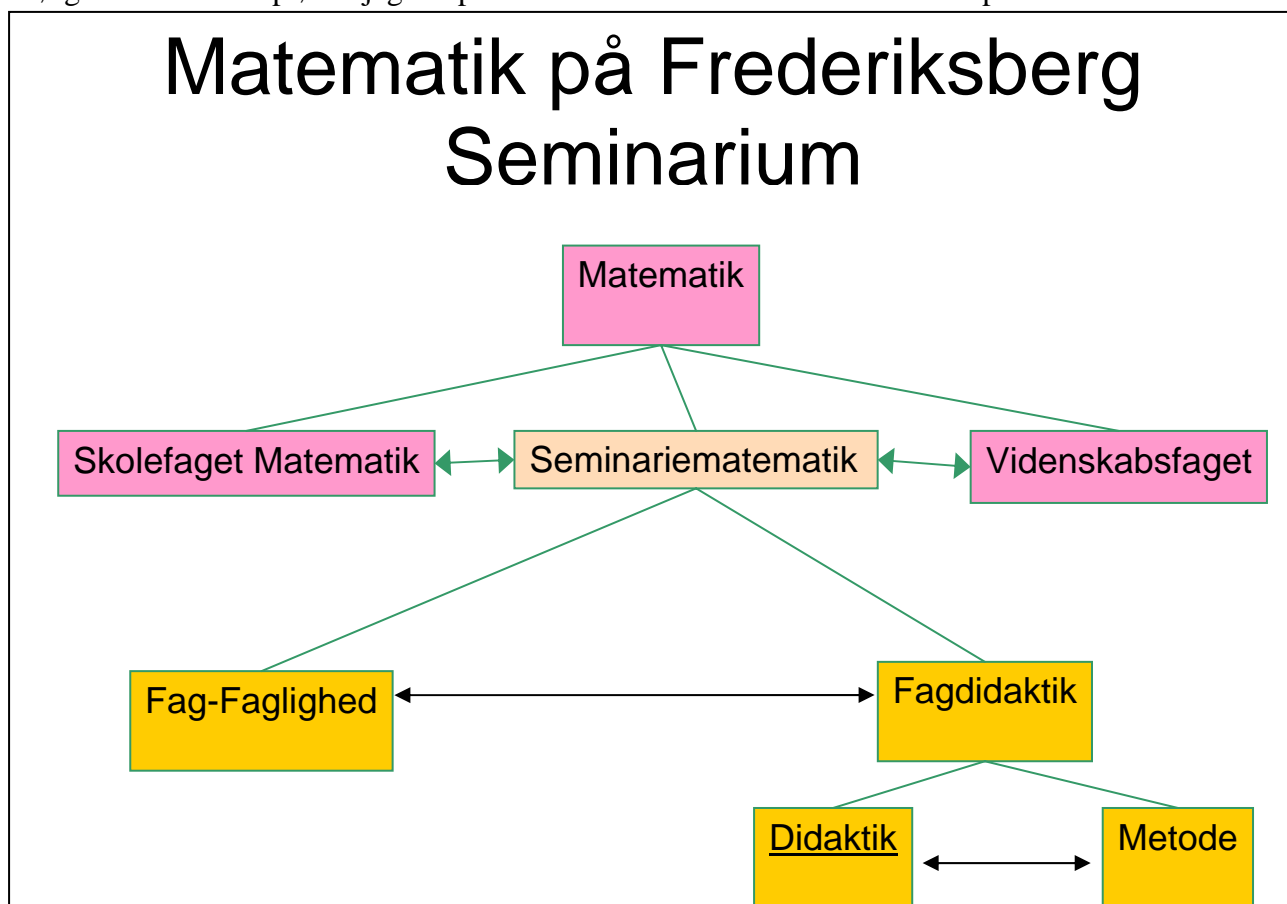 Matematik på Frederiksberg
Seminarium
Matematik
Skolefaget Matematik
Seminariematematik
Videnskabsfaget
Fag-Faglighed
Fagdidaktik
Didaktik
Metode